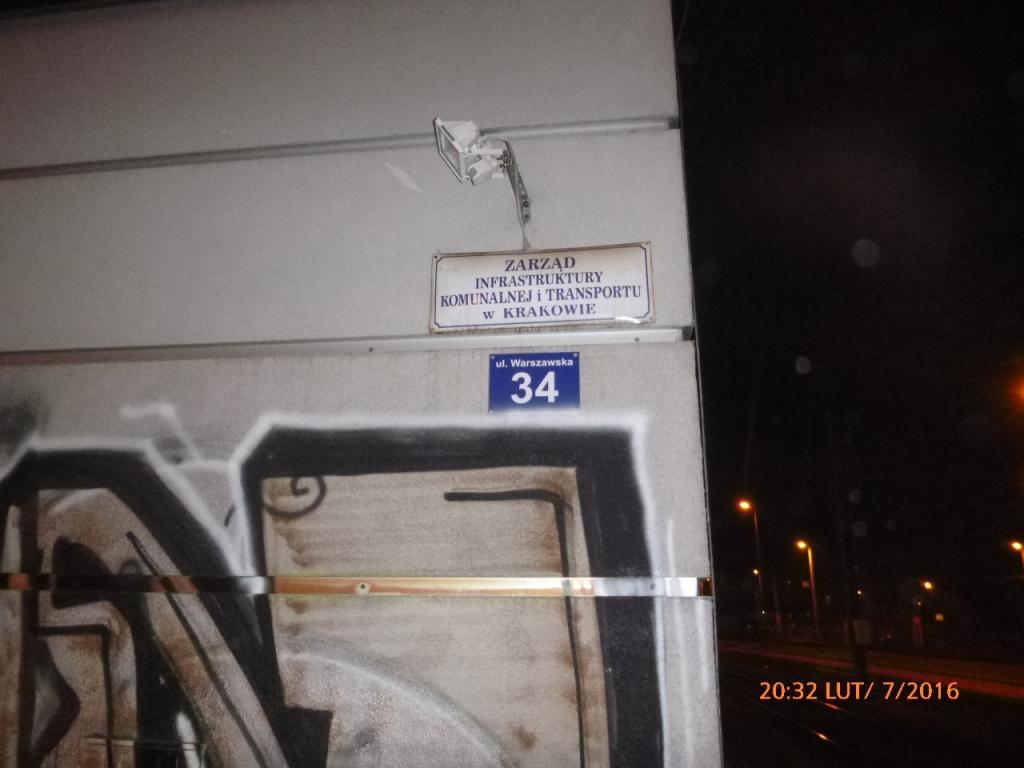 ZARZĄD
INFRASTRUKTURY
KOMUNALNEJ i TRANSPORTU
w KRAKOWIE
ul. Warszawska
34
20:32 LUT/ 7/2016